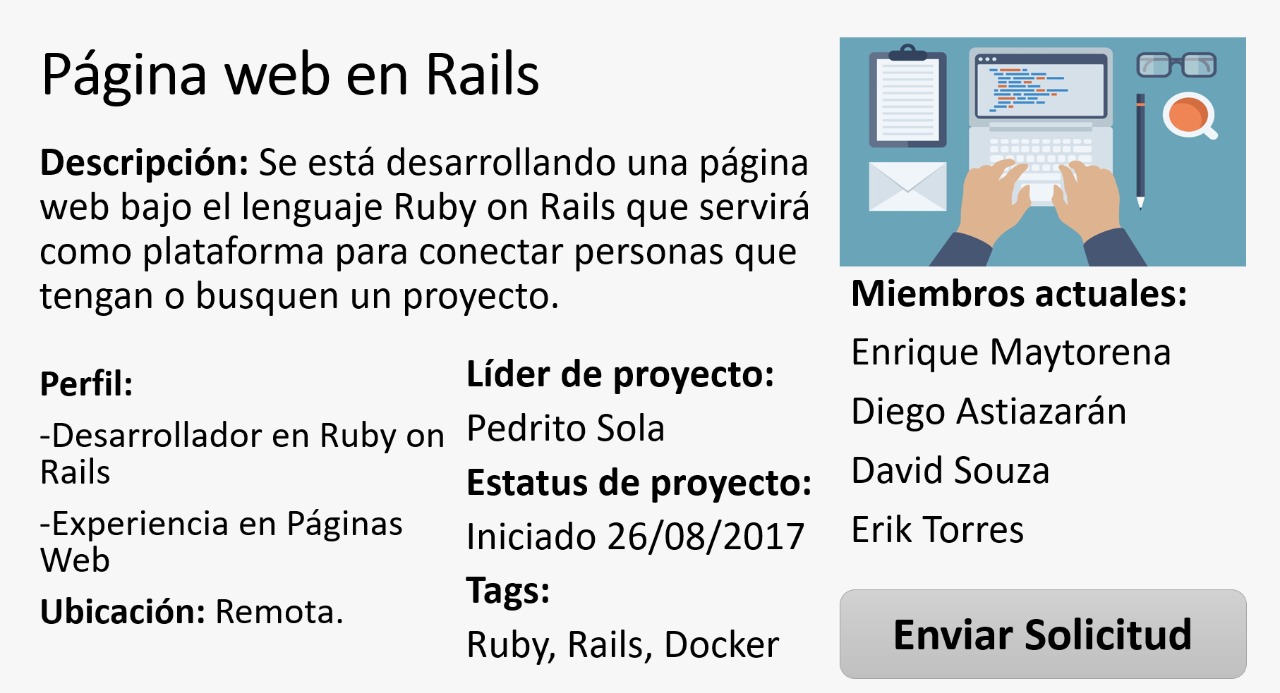 Página web en Rails
Descripción: Se está desarrollando una página
web bajo el lenguaje Ruby on Rails que servirá
como plataforma para conectar personas que
tengan o busquen un proyecto.
Perfil:
-Desarrollador en Ruby on
Rails
-Experiencia en Páginas
Web
Ubicación: Remota.
Líder de proyecto:
Pedrito Sola
Estatus de proyecto:
Iniciado 26/08/2017
Tags:
Ruby, Rails, Docker
Miembros actuales:
Enrique Maytorena
Diego Astiazarán
David Souza
Erik Torres
Enviar Solicitud